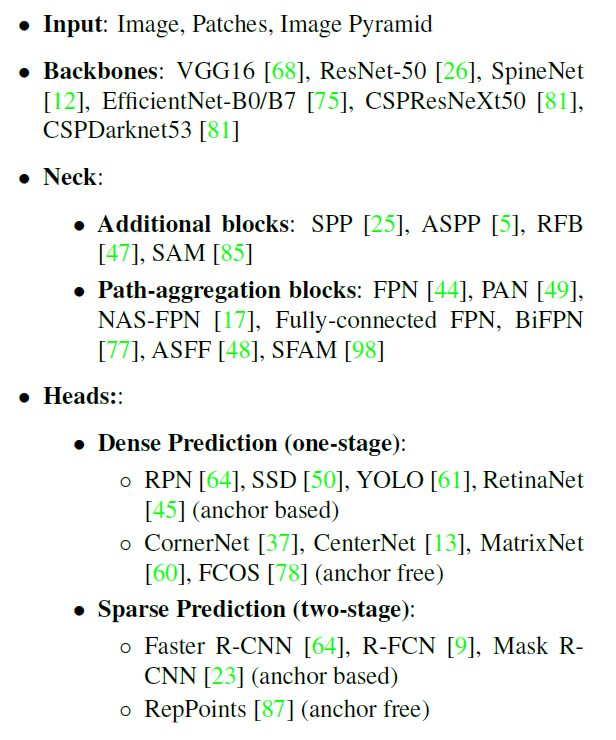 • Input: Image, Patches, Image Pyramid
• Backbones: VGG16 [68], ResNet-50 [26], SpineNet
[12], EfficientNet-B0/B7 [75], CSPResNeXt50 [81],
CSPDarknet53 [81]
• Neck:
• Additional blocks: SPP [25], ASPP [5], RFB
[47], SAM [85]
• Path-aggregation blocks: FPN [44], PAN [49],
NAS-FPN [17], Fully-connected FPN, BiFPN
[77], ASFF [48], SFAM [98]
• Heads::
• Dense Prediction (one-stage):
◦ RPN [64], SSD [50], YOLO [61], RetinaNet
[45] (anchor based)
◦ CornerNet [37], CenterNet [13], MatrixNet
[60], FCOS [78] (anchor free)
• Sparse Prediction (two-stage):
◦ Faster R-CNN [64], R-FCN [9], Mask R-
CNN [23] (anchor based)
◦ RepPoints [87] (anchor free)